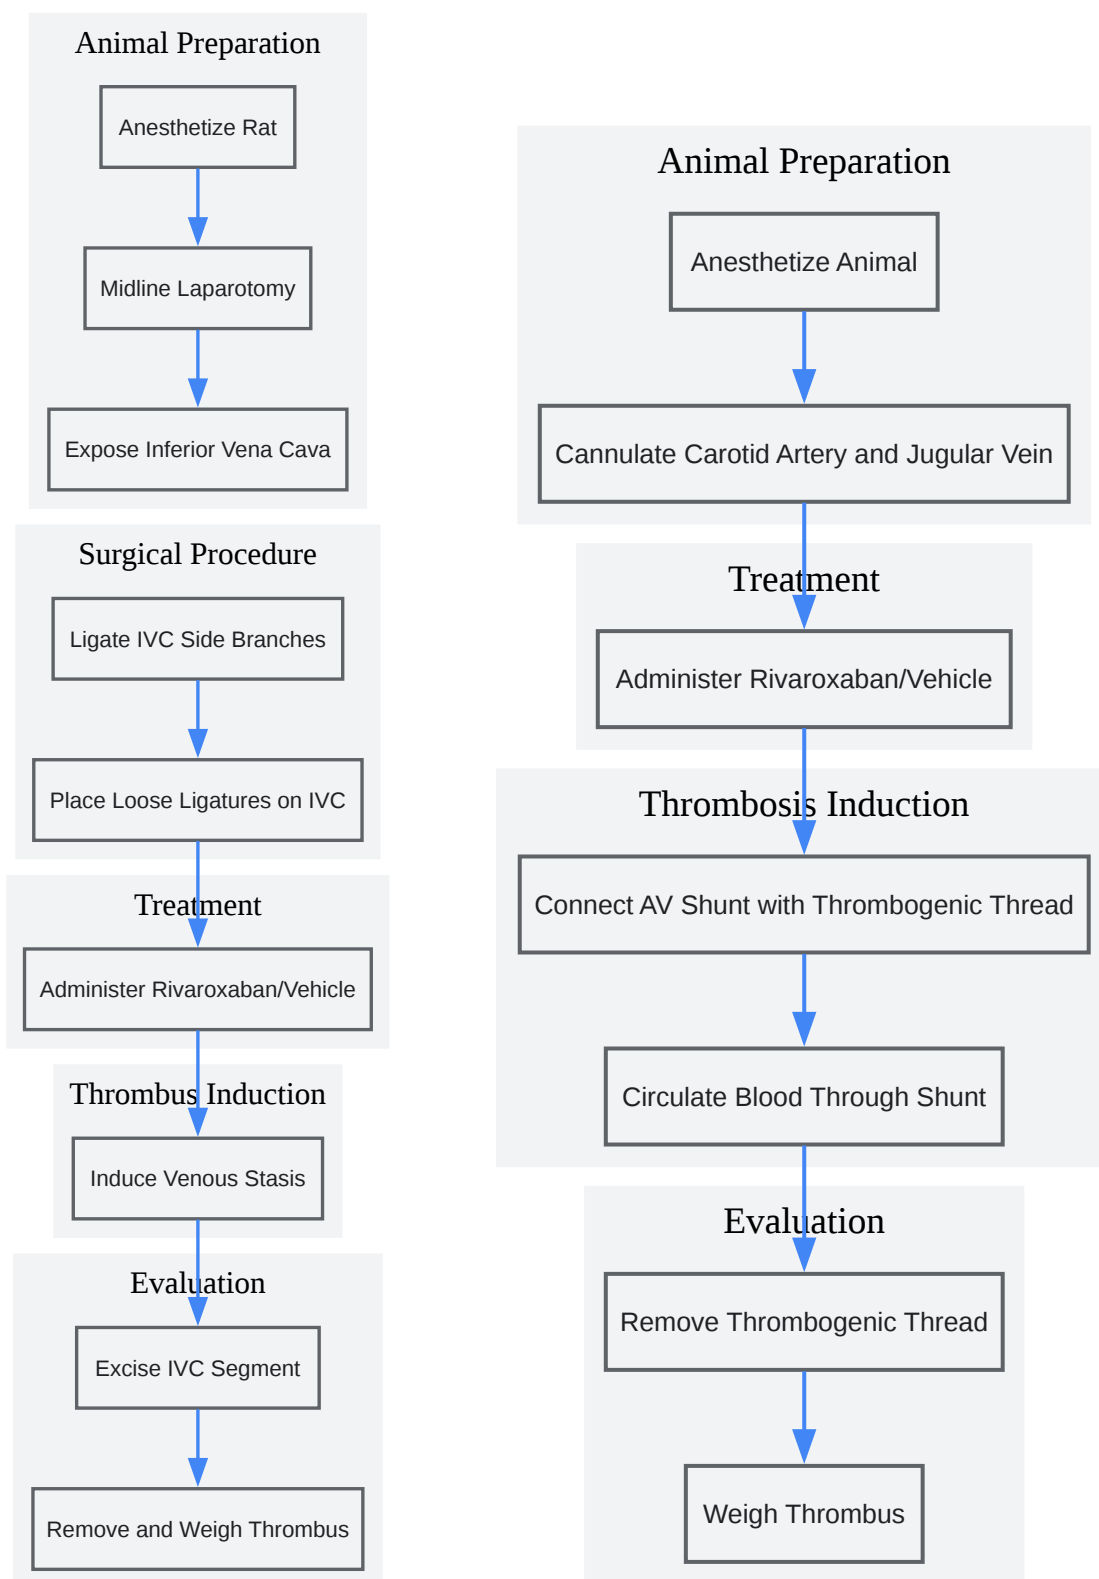 Animal Preparation
Anesthetize Rat
Midline Laparotomy
Expose Inferior Vena Cava
Surgical Procedure
Ligate IVC Side Branches
Place Loose Ligatures on IVC
Treatment
Administer Rivaroxaban/Vehicle
Thrombus Induction
Induce Venous Stasis
Evaluation
Excise IVC Segment
Remove and Weigh Thrombus
Animal Preparation
Anesthetize Animal
Cannulate Carotid Artery and Jugular Vein
Treatment
Administer Rivaroxaban/Vehicle
Thrombosis Induction
Connect AV Shunt with Thrombogenic Thread
Circulate Blood Through Shunt
Evaluation
Remove Thrombogenic Thread
Weigh Thrombus